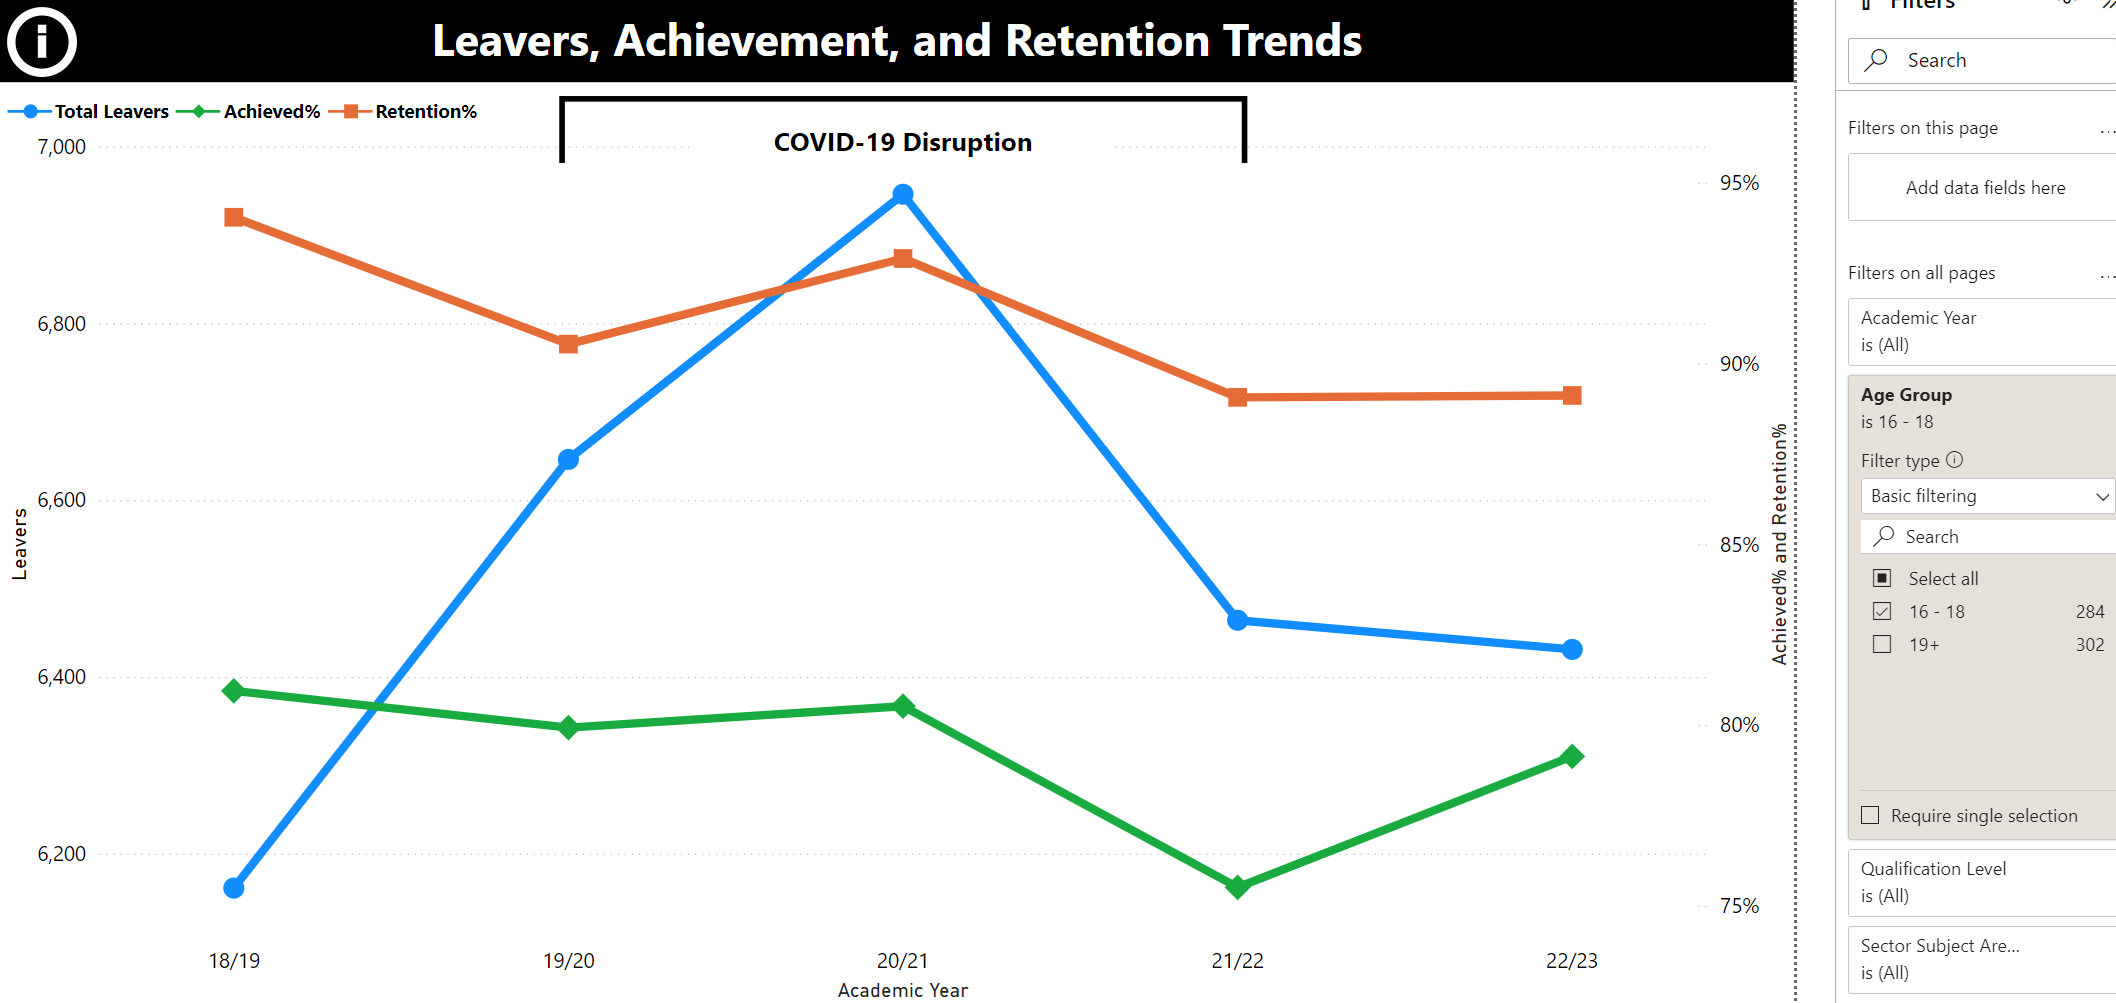 Leavers, Achievement, and Retention Trends
Total Leavers Achieved% Retention%
COVID-19 Disruption
7,000
6,800
6,600
6,400
6,200
Leavers
95%
90%
85%
80%
75%
Achieved% and Retention%
18/19 19/20 20/21 21/22 22/23
Academic Year
Filters
Search
Filters on this page ...
Add data fields here
Filters on all pages ...
Academic Year
is (All)
Age Group
is 16 - 18
Filter type
Basic filtering
Search
Select all
16 - 18 284
19+ 302
Require single selection
Qualification Level
is (All)
Sector Subject Are...
is (All)